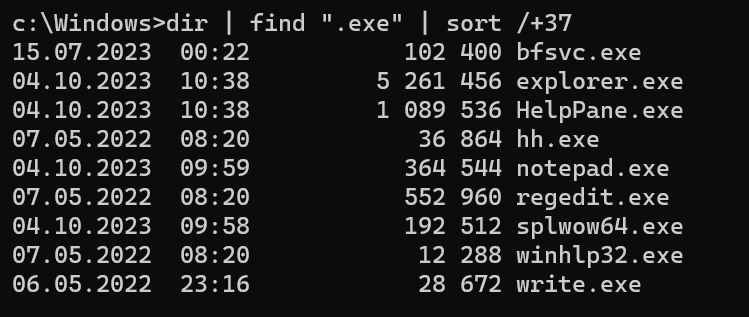 c:\Windows>dir | find ".exe" | sort /+37
15.07.2023  00:22           102 400 bfsvc.exe
04.10.2023  10:38         5 261 456 explorer.exe
04.10.2023  10:38         1 089 536 HelpPane.exe
07.05.2022  08:20            36 864 hh.exe
04.10.2023  09:59           364 544 notepad.exe
07.05.2022  08:20           552 960 regedit.exe
04.10.2023  09:58           192 512 splwow64.exe
07.05.2022  08:20            12 288 winhlp32.exe
06.05.2022  23:16            28 672 write.exe